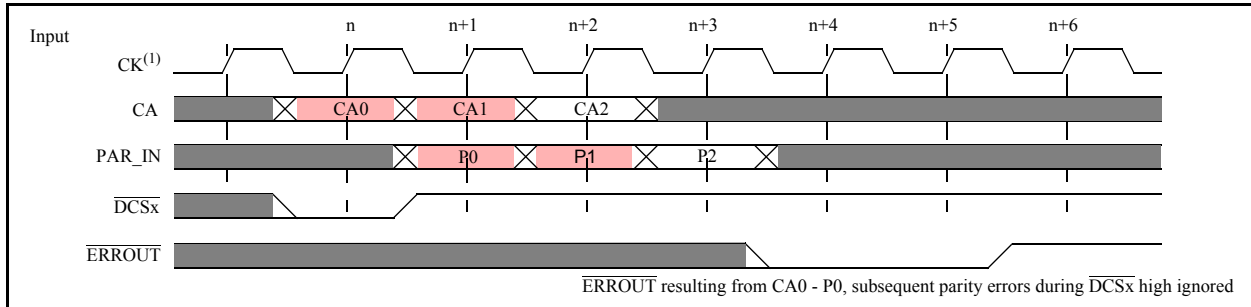 Input
n n+1 n+2 n+3 n+4 n+5 n+6
CK(1)
CA CA0 CA1 CA2
PAR_IN P0 P1 P2
DCSx
ERROUT
ERROUT resulting from CA0 - P0, subsequent parity errors during DCSx high ignored